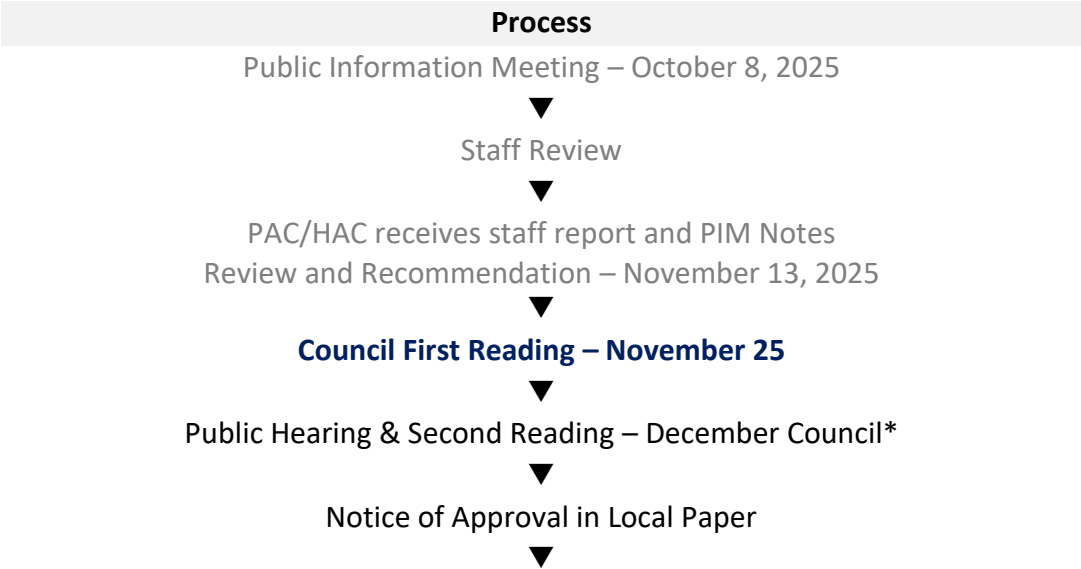 Process
Public Information Meeting – October 8, 2025
Staff Review
PAC/HAC receives staff report and PIM Notes
Review and Recommendation – November 13, 2025
Council First Reading – November 25
Public Hearing & Second Reading – December Council*
Notice of Approval in Local Paper